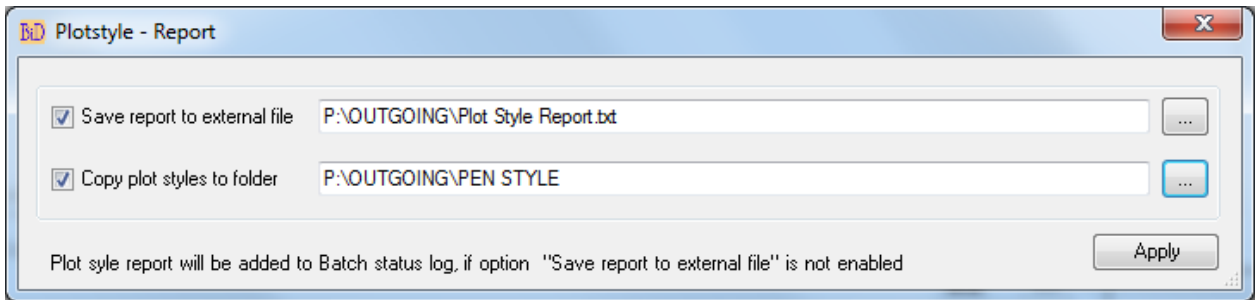 BiD Plotstyle - Report
Save report to external file P:\OUTGOING\Plot Style Report.txt ...
Copy plot styles to folder P:\OUTGOING\PEN STYLE ...
Plot syle report will be added to Batch status log, if option "Save report to external file" is not enabled
Apply